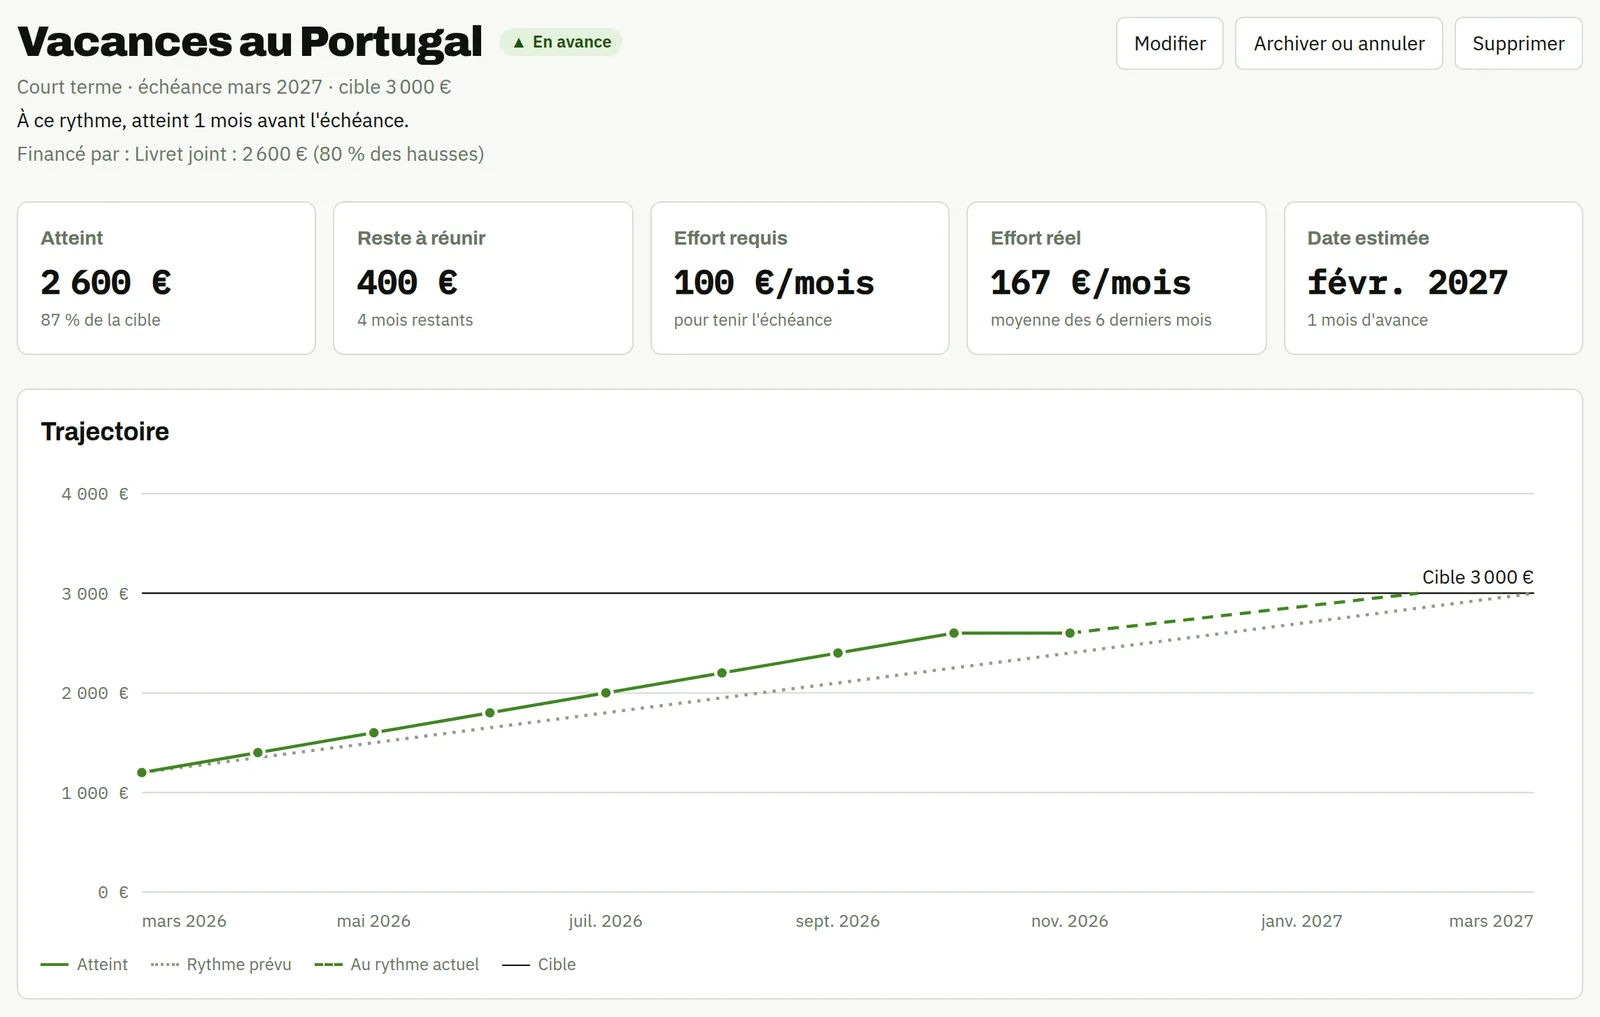 Vacances au Portugal
▲ En avance
Modifier
Archiver ou annuler
Supprimer
Court terme · échéance mars 2027 · cible 3 000 €
À ce rythme, atteint 1 mois avant l'échéance.
Financé par : Livret joint : 2 600 € (80 % des hausses)
Atteint
2 600 €
87 % de la cible
Reste à réunir
400 €
4 mois restants
Effort requis
100 €/mois
pour tenir l'échéance
Effort réel
167 €/mois
moyenne des 6 derniers mois
Date estimée
févr. 2027
1 mois d'avance
Trajectoire
4 000 €
Cible 3 000 €
3 000 €
2 000 €
1 000 €
0 €
mars 2026
mai 2026
juil. 2026
sept. 2026
nov. 2026
janv. 2027
mars 2027
Atteint
Rythme prévu
Au rythme actuel
Cible